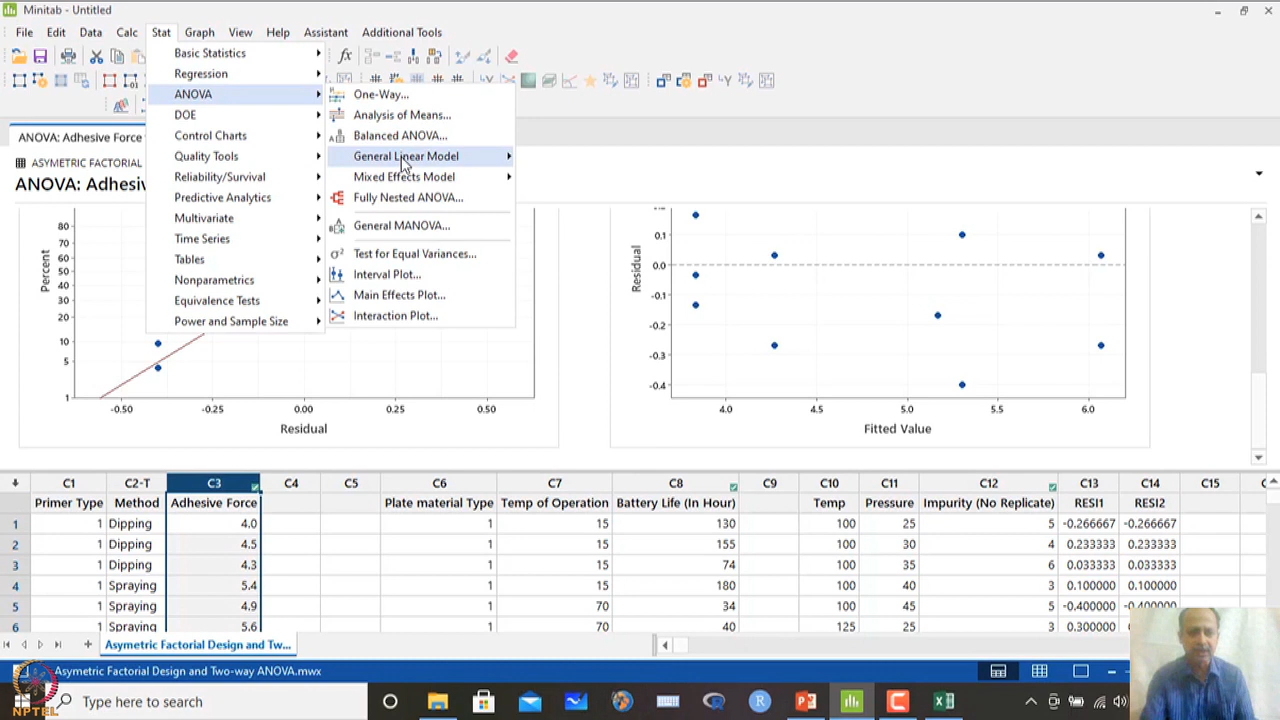 Minitab - Untitled
File Edit Data Calc Stat Graph View Help Assistant Additional Tools
Basic Statistics
Regression
ANOVA
DOE
Control Charts
Quality Tools
Reliability/Survival
Predictive Analytics
Multivariate
Time Series
Tables
Nonparametrics
Equivalence Tests
Power and Sample Size
One-Way...
Analysis of Means...
Balanced ANOVA...
General Linear Model
Mixed Effects Model
Fully Nested ANOVA...
General MANOVA...
Test for Equal Variances...
Interval Plot...
Main Effects Plot...
Interaction Plot...
ANOVA: Adhesive Force
ASYMETRIC FACTORIAL
ANOVA: Adhes
Percent
80
70
60
50
40
30
20
10
5
1
-0.50 -0.25 0.00 0.25 0.50
Residual
Residual
0.1
0.0
-0.1
-0.2
-0.3
-0.4
4.0 4.5 5.0 5.5 6.0
Fitted Value
C1 C2-T C3 C4 C5 C6 C7 C8 C9 C10 C11 C12 C13 C14 C15
Primer Type Method Adhesive Force Plate material Type Temp of Operation Battery Life (In Hour) Temp Pressure Impurity (No Replicate) RESI1 RESI2
1 1 Dipping 4.0 1 15 130 100 25 5 -0.266667 -0.266667
2 1 Dipping 4.5 1 15 155 100 30 4 0.233333 0.233333
3 1 Dipping 4.3 1 15 74 100 35 6 0.033333 0.033333
4 1 Spraying 5.4 1 15 180 100 40 3 0.100000 0.100000
5 1 Spraying 4.9 1 70 34 100 45 5 -0.400000 -0.400000
6 1 Spraying 5.6 1 70 40 125 25 3 0.300000 0.300000
Asymetric Factorial Design and Tw...
Asymetric Factorial Design and Two-way ANOVA.mwx
Type here to search
NPTEL